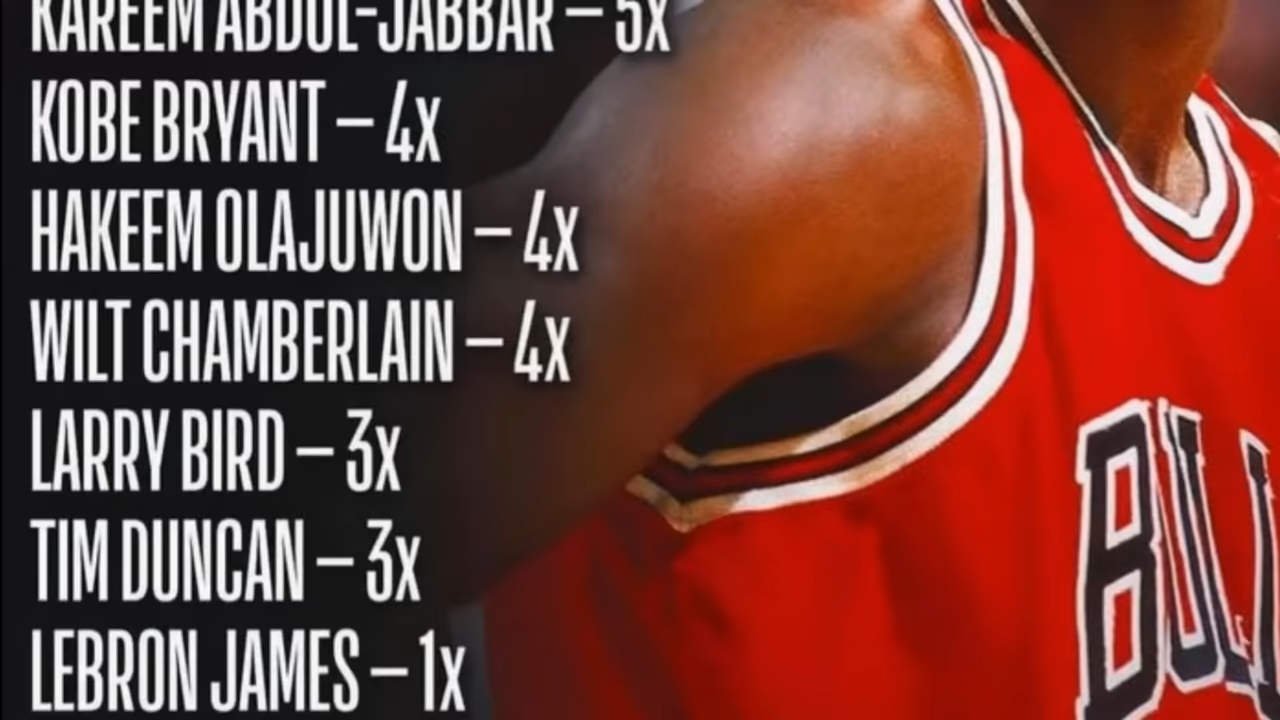 KAREEM ABDUL-JABBAR – 5X
KOBE BRYANT – 4X
HAKEEM OLAJUWON – 4X
WILT CHAMBERLAIN – 4X
LARRY BIRD – 3X
TIM DUNCAN – 3X
LEBRON JAMES – 1X